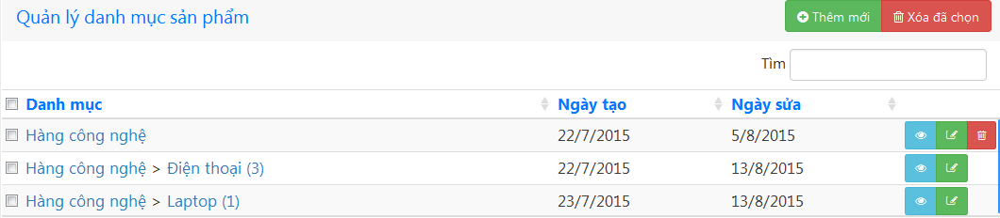 Quản lý danh mục sản phẩm Thêm mới Xóa đã chọn
Tìm
Danh mục Ngày tạo Ngày sửa
Hàng công nghệ 22/7/2015 5/8/2015
Hàng công nghệ > Điện thoại (3) 22/7/2015 13/8/2015
Hàng công nghệ > Laptop (1) 23/7/2015 13/8/2015